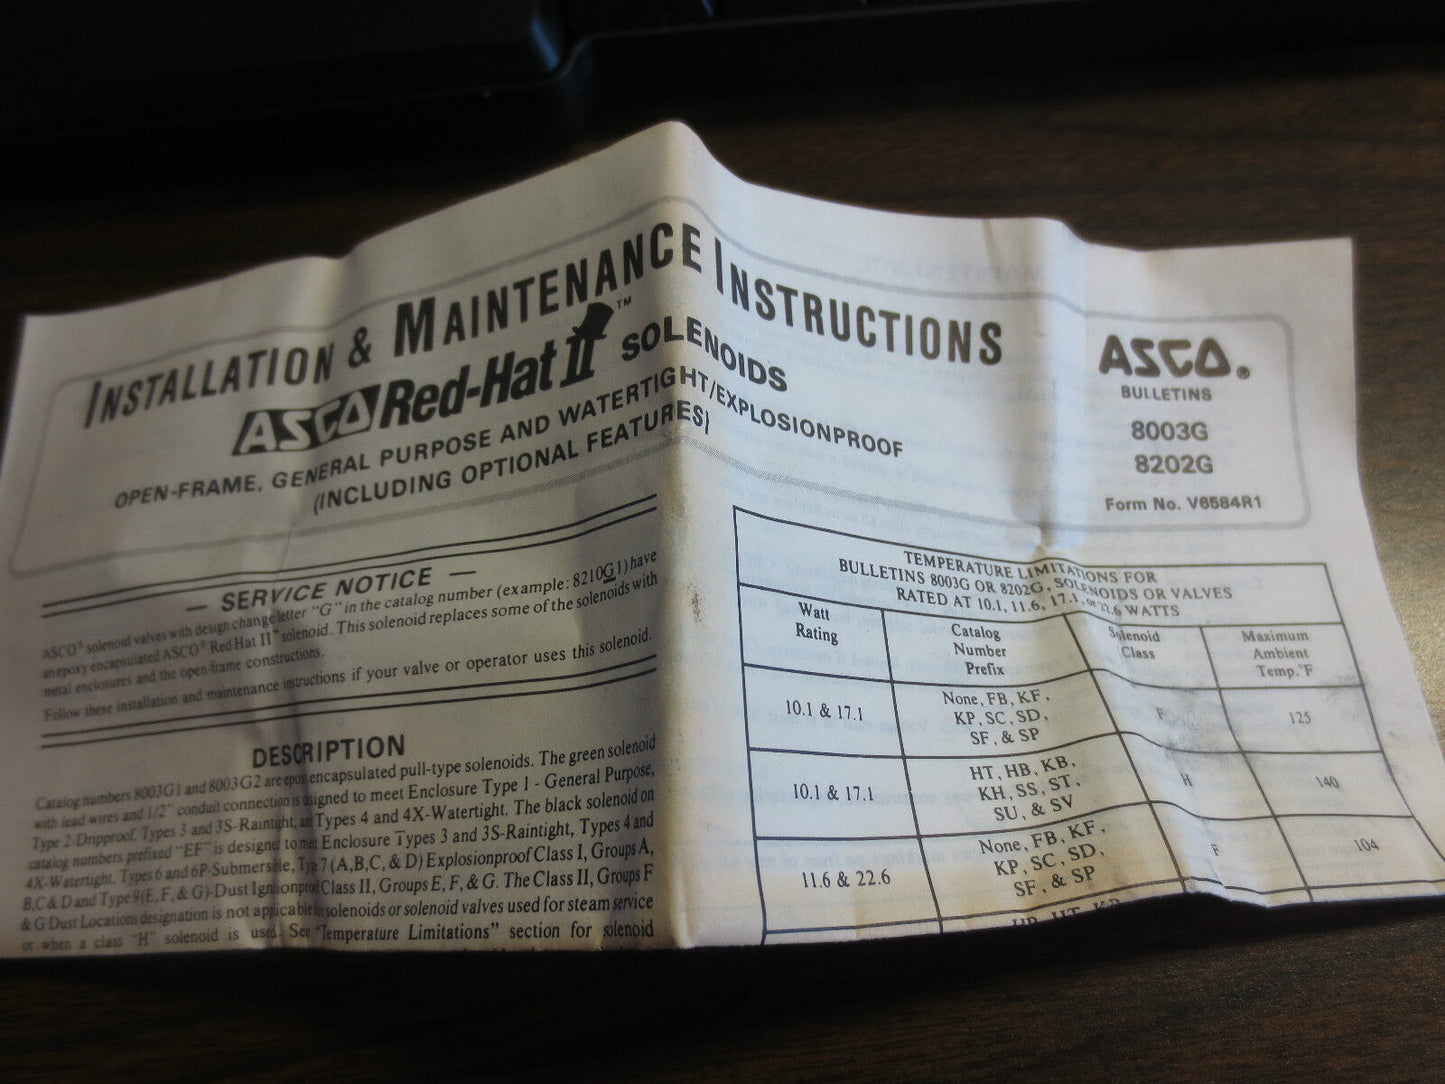 INSTALLATION & MAINTENANCE INSTRUCTIONS
ASCO Red-Hat II™ SOLENOIDS
OPEN-FRAME, GENERAL PURPOSE AND WATERTIGHT/EXPLOSIONPROOF
(INCLUDING OPTIONAL FEATURES)
ASCO®
BULLETINS
8003G
8202G
Form No. V6584R1
— SERVICE NOTICE —
ASCO® solenoid valves with design change letter "G" in the catalog number (example: 8210G1) have
an epoxy encapsulated ASCO® Red Hat II™ solenoid. This solenoid replaces some of the solenoids with
metal enclosures and the open-frame constructions.
Follow these installation and maintenance instructions if your valve or operator uses this solenoid.
DESCRIPTION
Catalog numbers 8003G1 and 8003G2 are epoxy encapsulated pull-type solenoids. The green solenoid
with lead wires and 1/2" conduit connection is designed to meet Enclosure Type 1 - General Purpose,
Type 2-Dripproof, Types 3 and 3S-Raintight, and Types 4 and 4X-Watertight. The black solenoid on
catalog numbers prefixed "EF" is designed to meet Enclosure Types 3 and 3S-Raintight, Types 4 and
4X-Watertight, Types 6 and 6P-Submersible, Type 7 (A,B,C, & D) Explosionproof Class I, Groups A,
B,C & D and Type 9(E, F, & G)-Dust Ignitionproof Class II, Groups E, F, & G. The Class II, Groups F
& G Dust Locations designation is not applicable for solenoids or solenoid valves used for steam service
or when a class "H" solenoid is used. See "Temperature Limitations" section for solenoid
TEMPERATURE LIMITATIONS FOR
BULLETINS 8003G OR 8202G, SOLENOIDS OR VALVES
RATED AT 10.1, 11.6, 17.1, or 22.6 WATTS
Watt
Rating
Catalog
Number
Prefix
Solenoid
Class
Maximum
Ambient
Temp.°F
10.1 & 17.1
None, FB, KF,
KP, SC, SD,
SF, & SP
F
125
10.1 & 17.1
HT, HB, KB,
KH, SS, ST,
SU, & SV
H
140
11.6 & 22.6
None, FB, KF,
KP, SC, SD,
SF, & SP
F
104